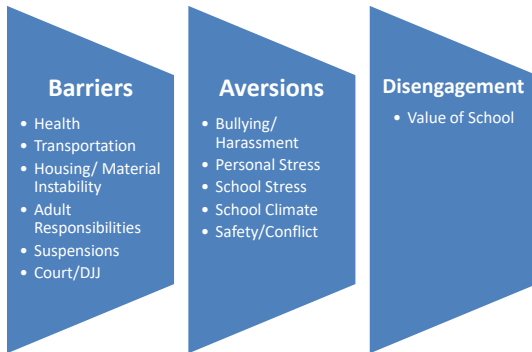 Barriers
• Health
• Transportation
• Housing/ Material
Instability
• Adult
Responsibilities
• Suspensions
• Court/DJJ
Aversions
• Bullying/
Harassment
• Personal Stress
• School Stress
• School Climate
• Safety/Conflict
Disengagement
• Value of School